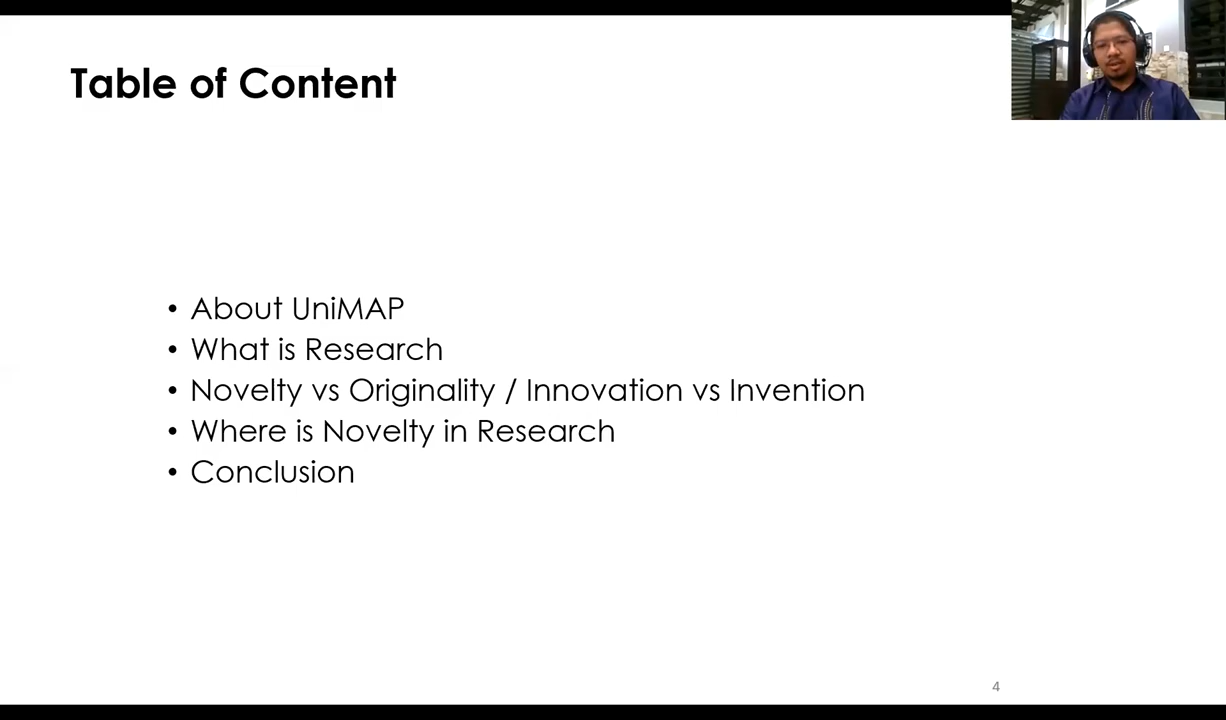 Table of Content
• About UniMAP
• What is Research
• Novelty vs Originality / Innovation vs Invention
• Where is Novelty in Research
• Conclusion
4